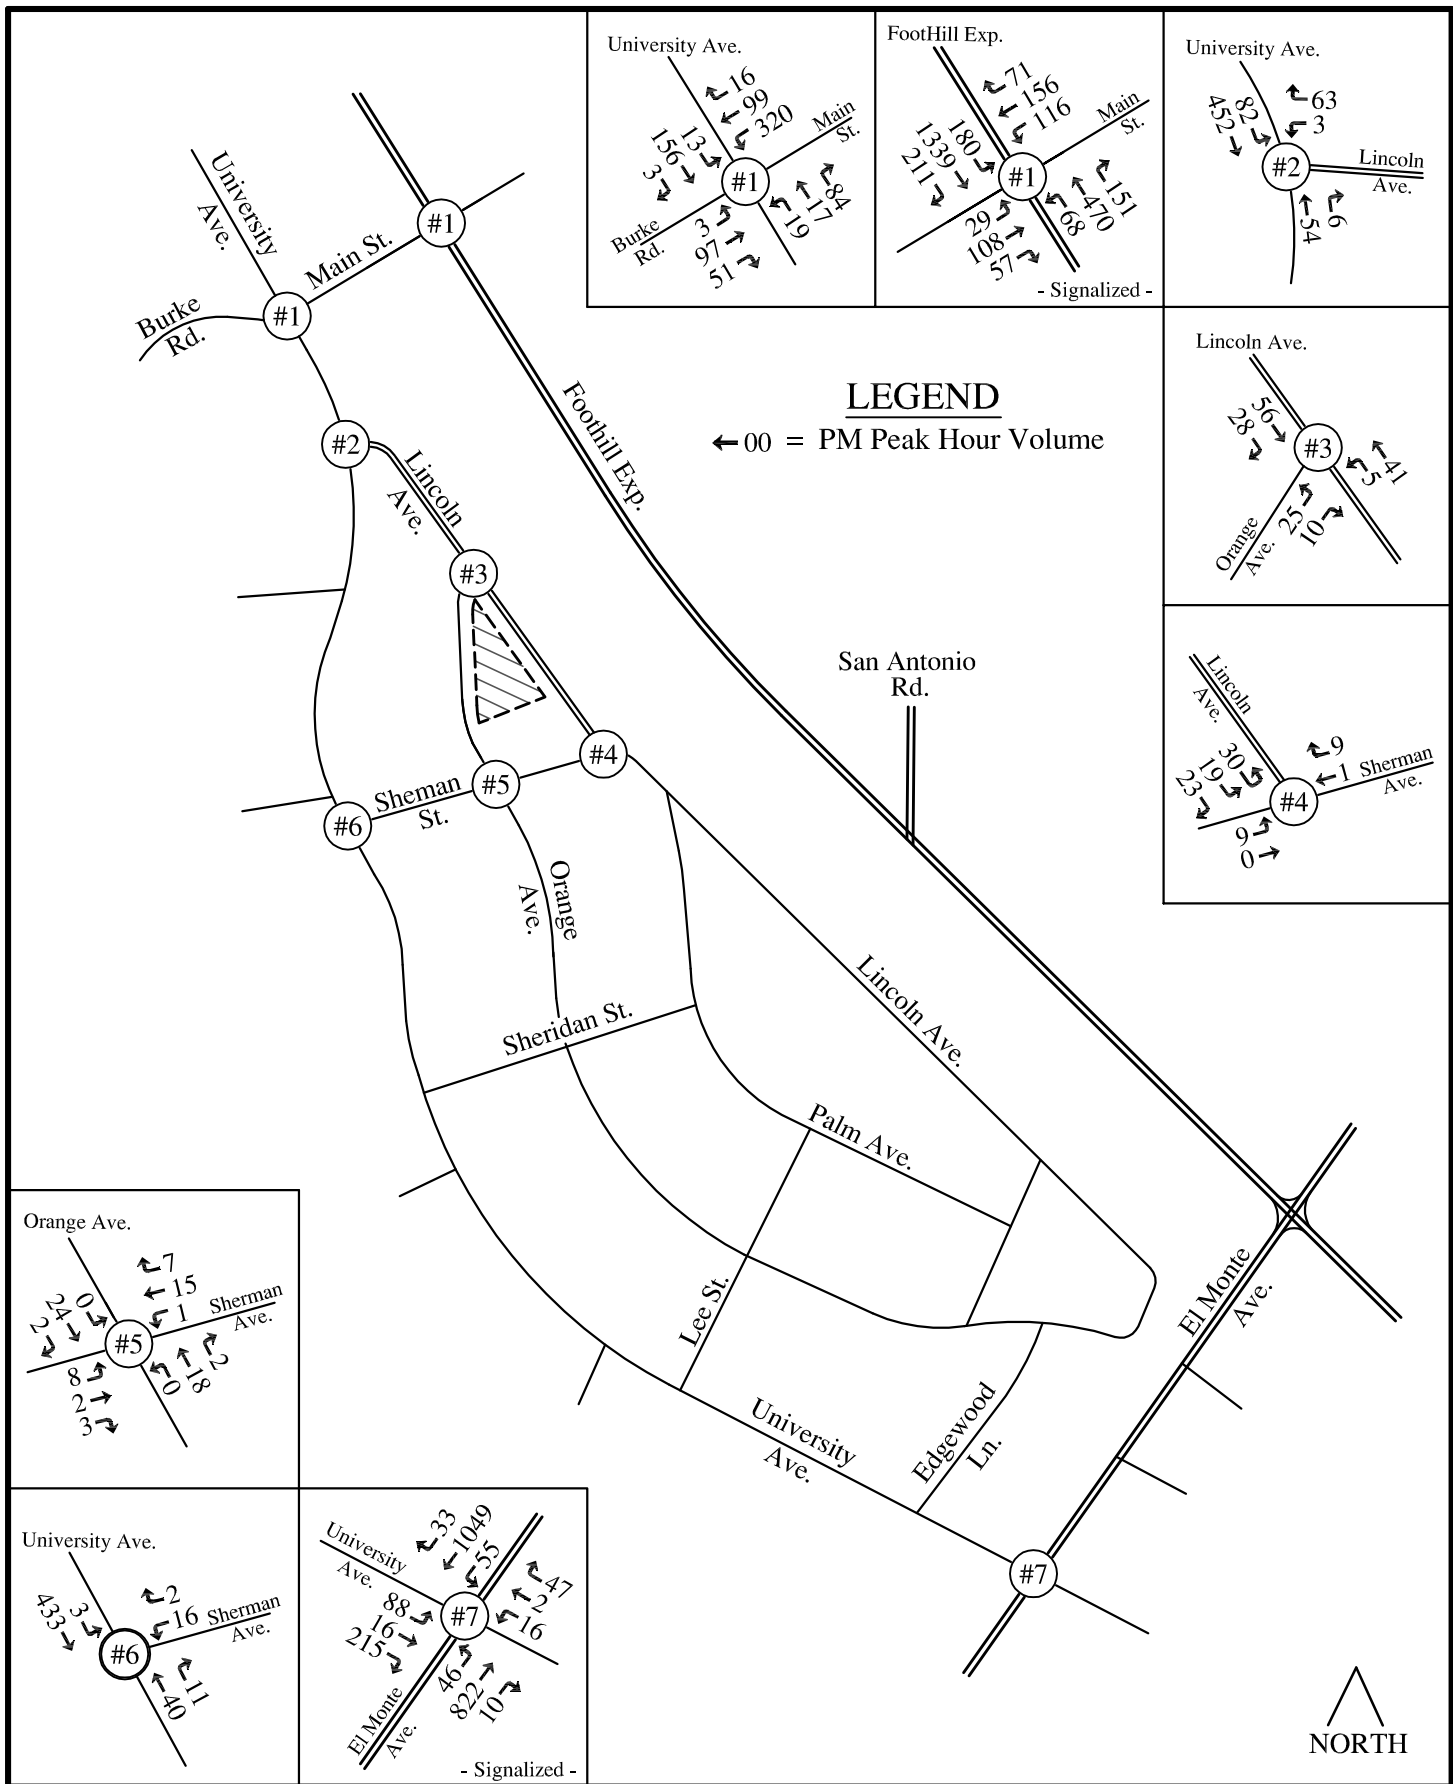 University Ave.
16
99
320
13
156
3
Main
St.
#1
84
17
19
Burke
Rd.
3
97
51
FootHill Exp.
71
156
116
180
1339
211
Main
St.
#1
151
470
68
29
108
57
- Signalized -
University Ave.
63
3
82
452
#2
Lincoln
Ave.
54
6
University
Ave.
Main St.
#1
#1
Burke
Rd.
#2
Lincoln
Ave.
#3
Foothill Exp.
LEGEND
00 = PM Peak Hour Volume
Lincoln Ave.
56
28
#3
41
5
25
10
Orange
Ave.
San Antonio
Rd.
Lincoln
Ave.
30
19
23
9
1
Sherman
Ave.
#4
9
0
#4
#5
Sheman
St.
#6
Orange
Ave.
Sheridan St.
Lincoln Ave.
Palm Ave.
Lee St.
El Monte
Ave.
Edgewood
Ln.
University
Ave.
#7
Orange Ave.
7
15
1
0
24
2
Sherman
Ave.
#5
8
2
3
2
18
0
University Ave.
2
16
3
433
Sherman
Ave.
#6
11
40
University
Ave.
33
1049
55
88
16
215
#7
47
2
16
46
822
10
El Monte
Ave.
- Signalized -
NORTH